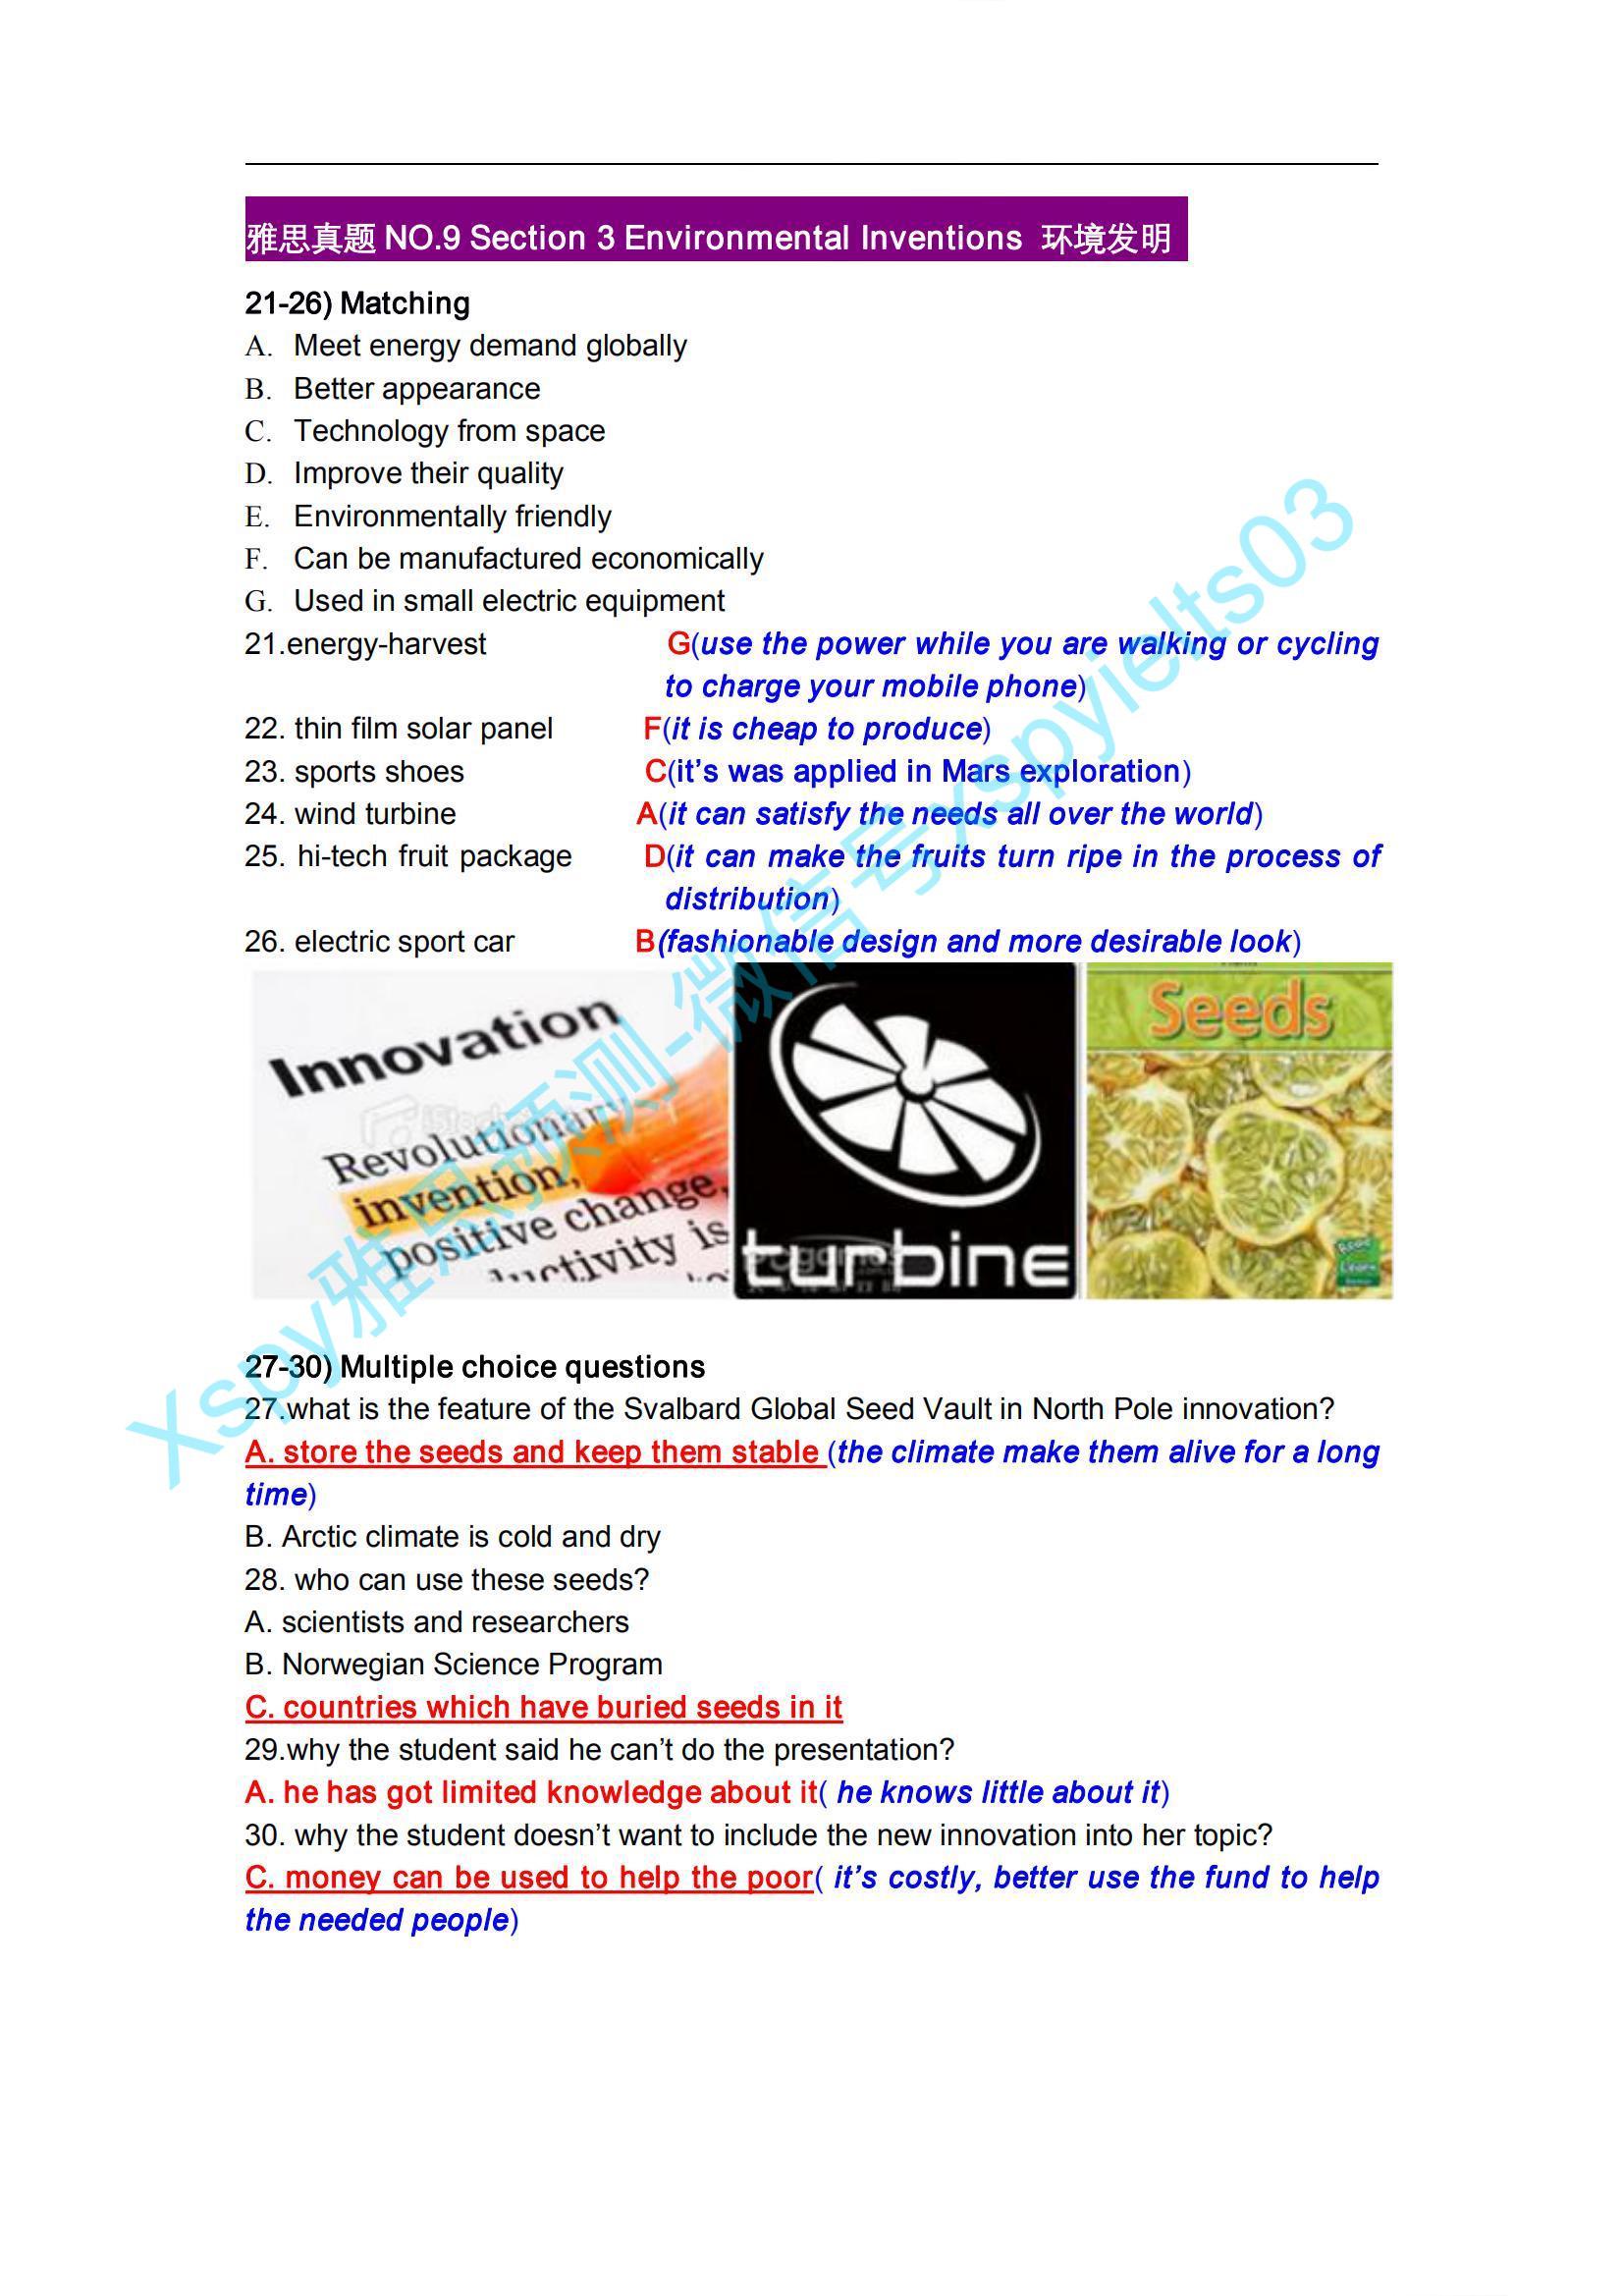 雅思真题 NO.9 Section 3 Environmental Inventions 环境发明
21-26) Matching
A. Meet energy demand globally
B. Better appearance
C. Technology from space
D. Improve their quality
E. Environmentally friendly
F. Can be manufactured economically
G. Used in small electric equipment
21.energy-harvest G(use the power while you are walking or cycling
to charge your mobile phone)
22. thin film solar panel F(it is cheap to produce)
23. sports shoes C(it’s was applied in Mars exploration)
24. wind turbine A(it can satisfy the needs all over the world)
25. hi-tech fruit package D(it can make the fruits turn ripe in the process of
distribution)
26. electric sport car B(fashionable design and more desirable look)
Innovation
Revolutionary
invention,
positive change,
is
turbine
Seeds
Read
Learn
27-30) Multiple choice questions
27.what is the feature of the Svalbard Global Seed Vault in North Pole innovation?
A. store the seeds and keep them stable (the climate make them alive for a long
time)
B. Arctic climate is cold and dry
28. who can use these seeds?
A. scientists and researchers
B. Norwegian Science Program
C. countries which have buried seeds in it
29.why the student said he can’t do the presentation?
A. he has got limited knowledge about it( he knows little about it)
30. why the student doesn’t want to include the new innovation into her topic?
C. money can be used to help the poor( it’s costly, better use the fund to help
the needed people)
Xspy雅思预测-微信号xspyielts03